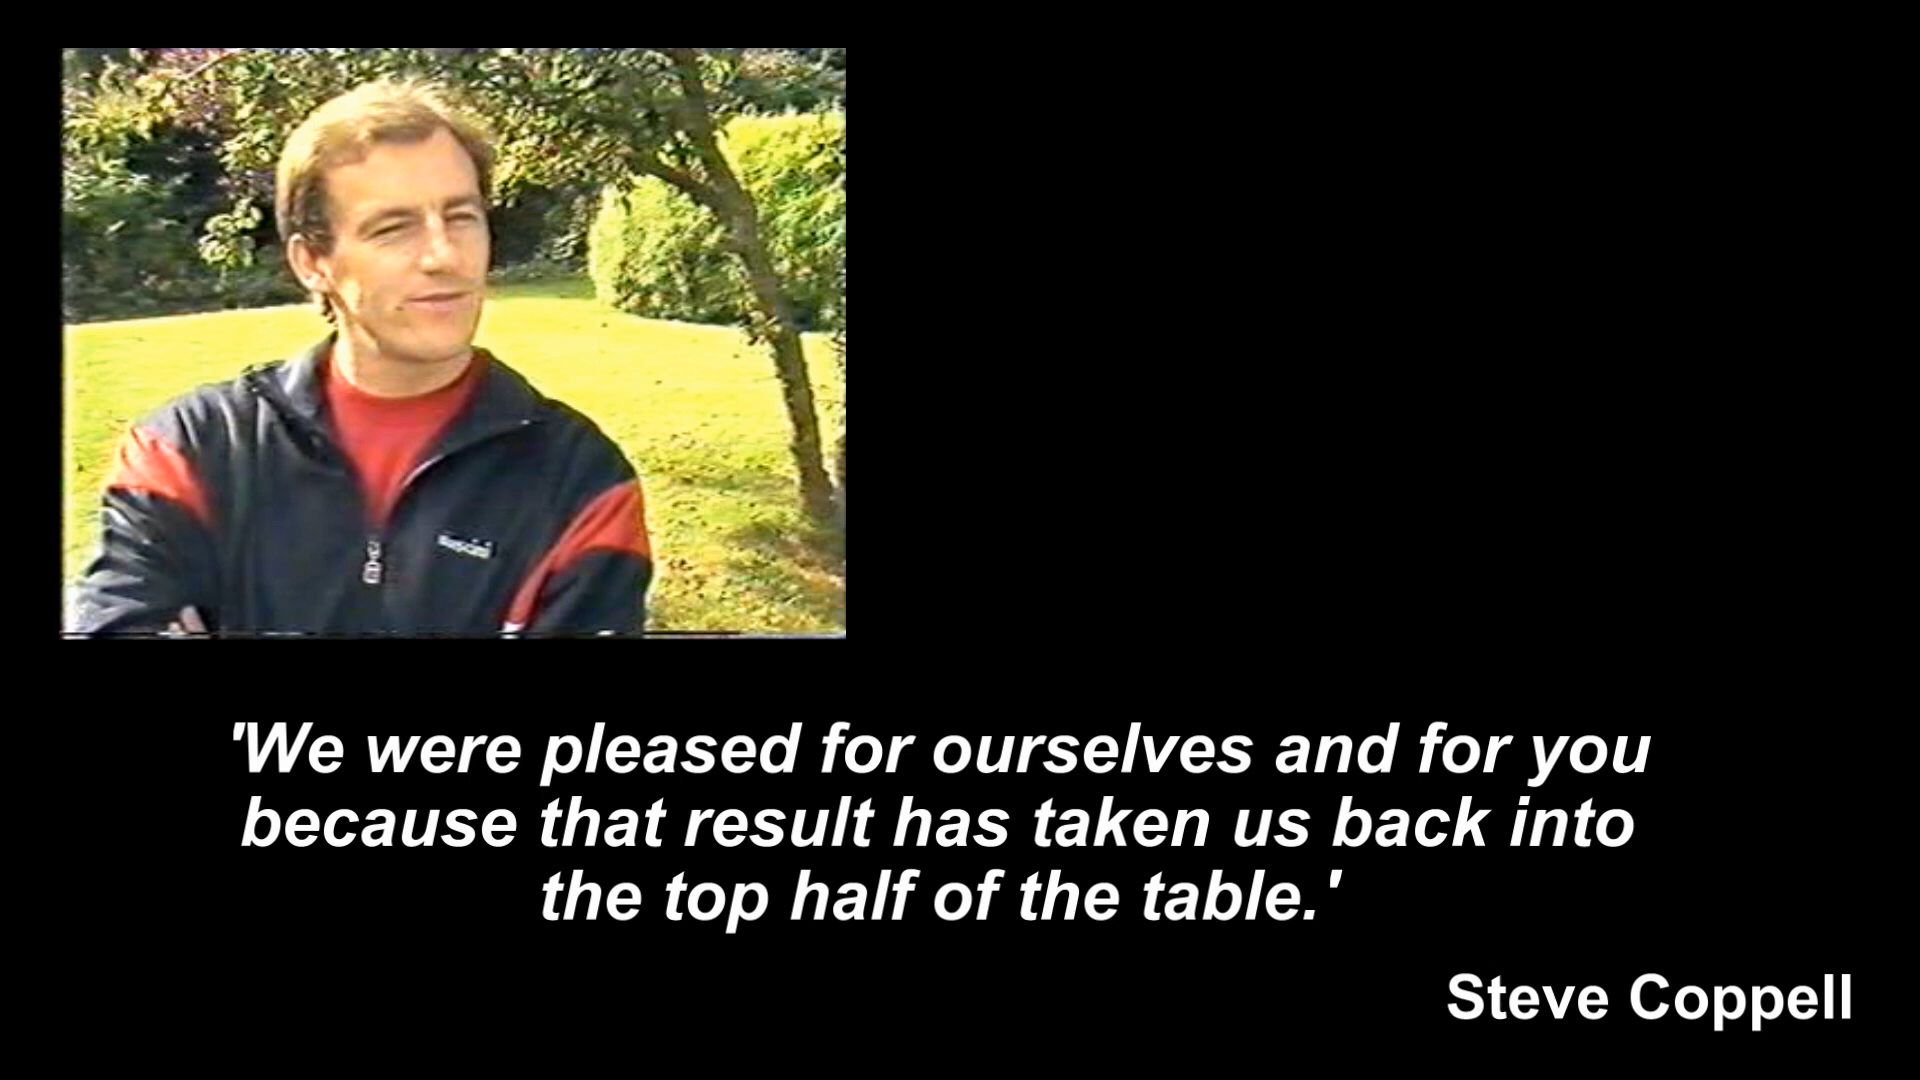 'We were pleased for ourselves and for you
because that result has taken us back into
the top half of the table.'
Steve Coppell